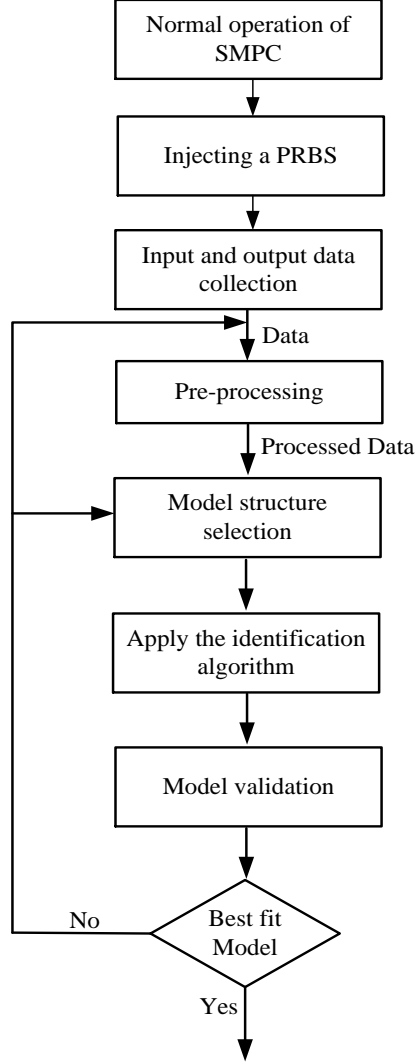 Normal operation of
SMPC
Injecting a PRBS
Input and output data
collection
Data
Pre-processing
Processed Data
Model structure
selection
Apply the identification
algorithm
Model validation
No
Best fit
Model
Yes